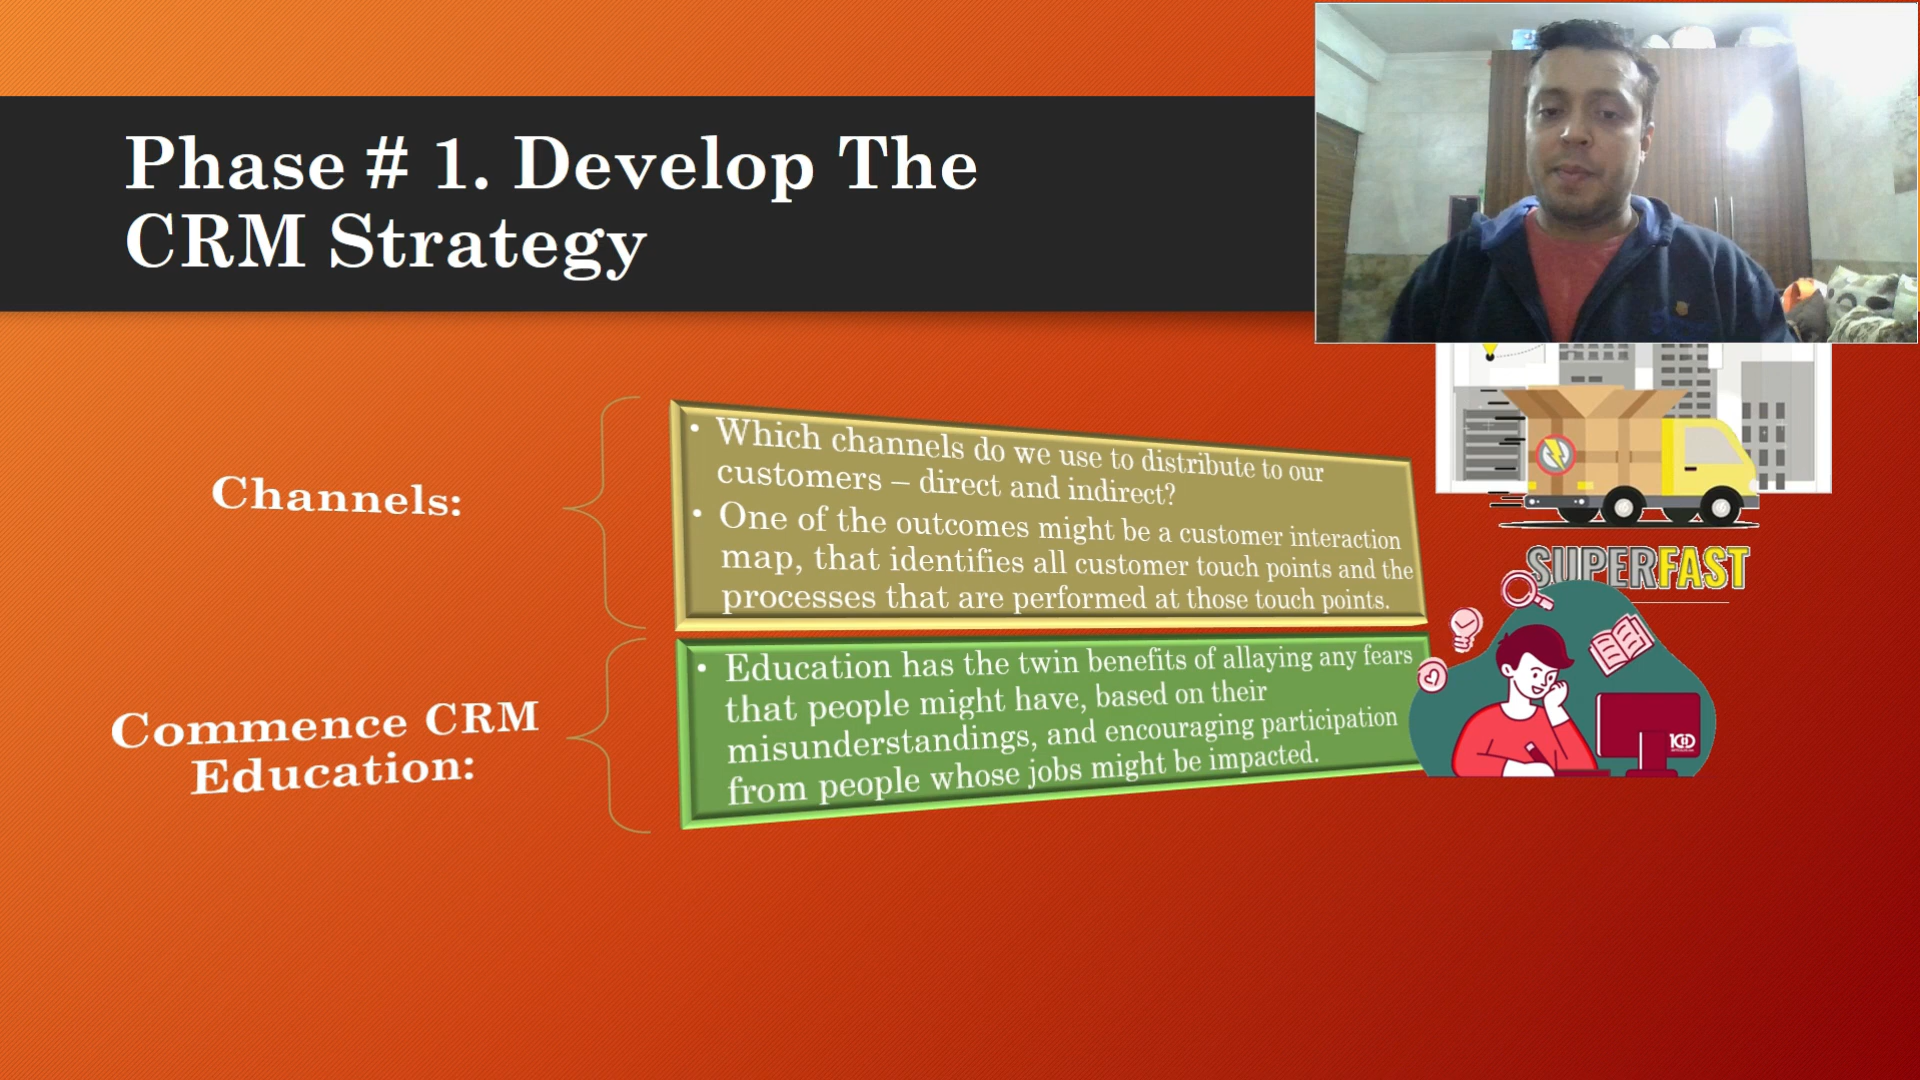 Phase # 1. Develop The
CRM Strategy
Channels:
• Which channels do we use to distribute to our
customers – direct and indirect?
• One of the outcomes might be a customer interaction
map, that identifies all customer touch points and the
processes that are performed at those touch points.
SUPERFAST
Commence CRM
Education:
• Education has the twin benefits of allaying any fears
that people might have, based on their
misunderstandings, and encouraging participation
from people whose jobs might be impacted.